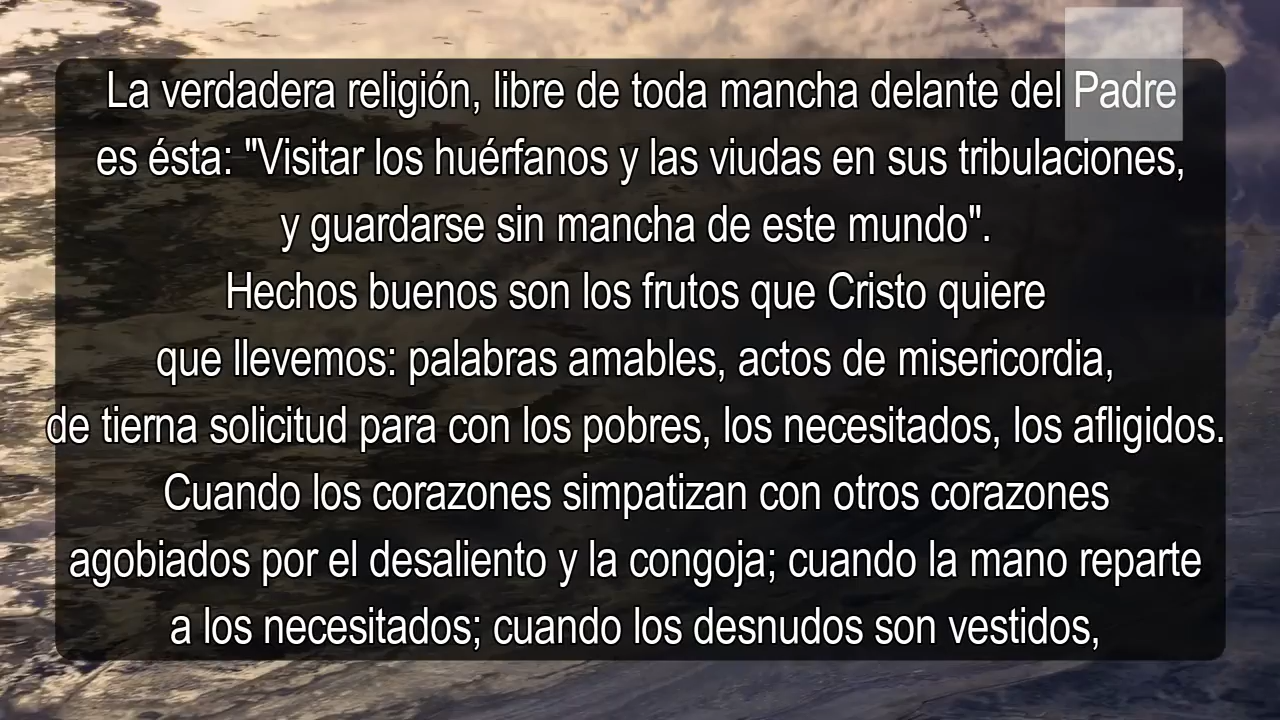 La verdadera religión, libre de toda mancha delante del Padre
es ésta: "Visitar los huérfanos y las viudas en sus tribulaciones,
y guardarse sin mancha de este mundo".
Hechos buenos son los frutos que Cristo quiere
que llevemos: palabras amables, actos de misericordia,
de tierna solicitud para con los pobres, los necesitados, los afligidos.
Cuando los corazones simpatizan con otros corazones
agobiados por el desaliento y la congoja; cuando la mano reparte
a los necesitados; cuando los desnudos son vestidos,